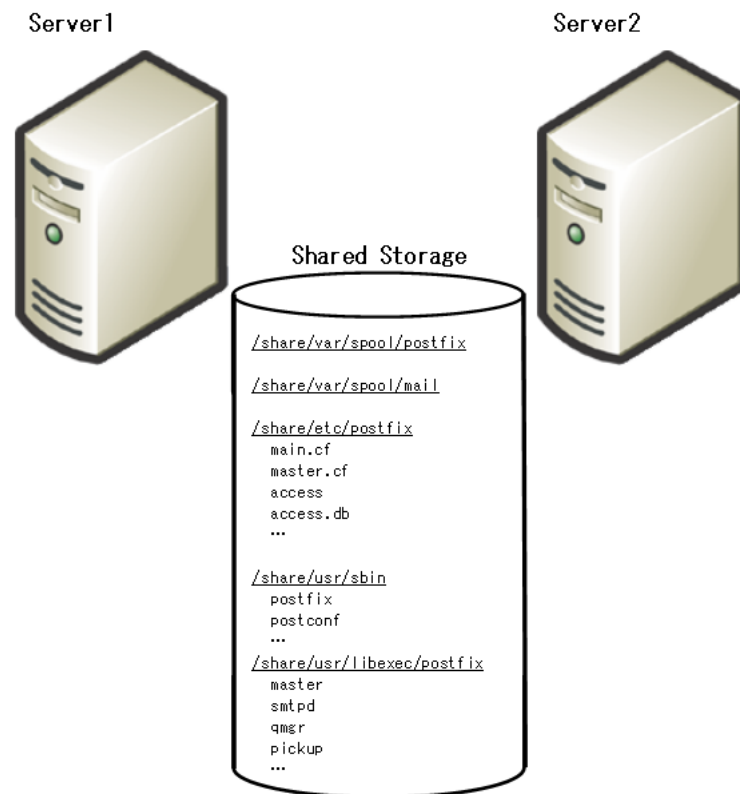 Server1
Server2
Shared Storage
/share/var/spool/postfix
/share/var/spool/mail
/share/etc/postfix
main.cf
master.cf
access
access.db
…
/share/usr/sbin
postfix
postconf
…
/share/usr/libexec/postfix
master
smtpd
qmgr
pickup
…